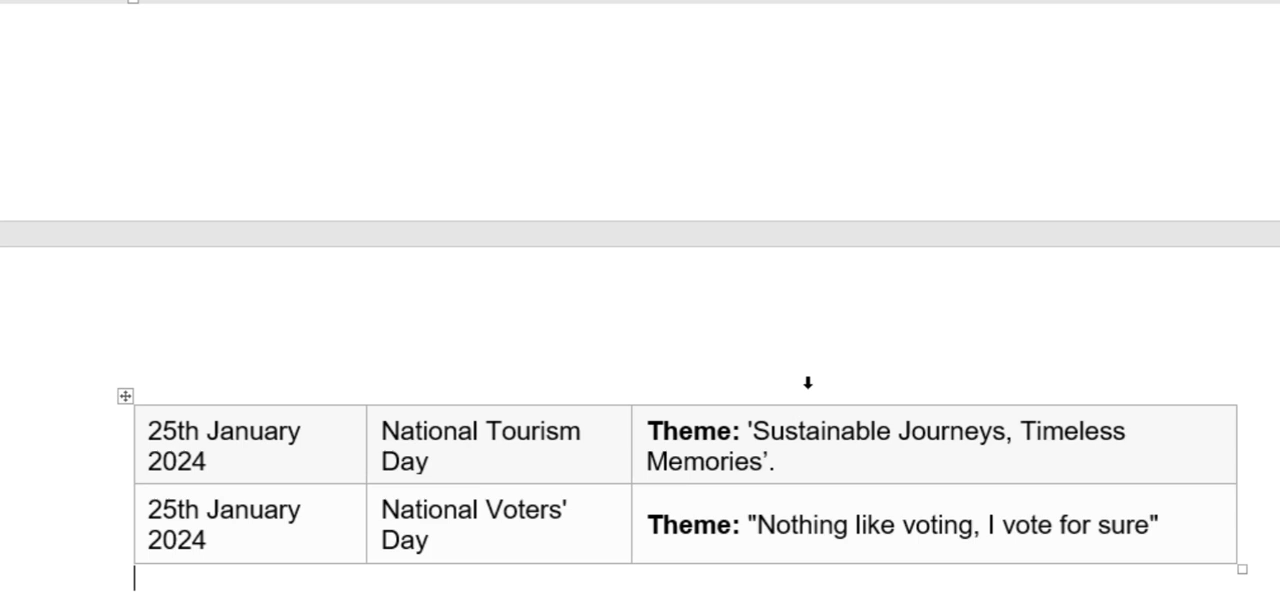 25th January
2024
National Tourism
Day
Theme: 'Sustainable Journeys, Timeless
Memories’.
25th January
2024
National Voters'
Day
Theme: "Nothing like voting, I vote for sure"